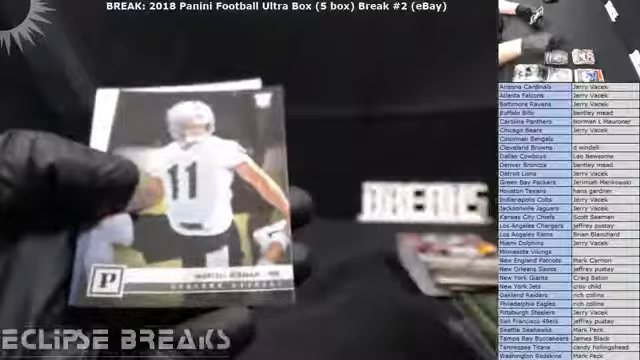 BREAK: 2018 Panini Football Ultra Box (5 box) Break #2 (eBay)
11
P
ECLIPSE BREAKS
Arizona Cardinals Jerry Vacek
Atlanta Falcons Jerry Vacek
Baltimore Ravens Jerry Vacek
Buffalo Bills bentley mead
Carolina Panthers Norman L Mauroner
Chicago Bears Jerry Vacek
Cincinnati Bengals
Cleveland Browns d windell
Dallas Cowboys Leo Newsome
Denver Broncos bentley mead
Detroit Lions Jerry Vacek
Green Bay Packers Jerimiah Mankowski
Houston Texans hans gardner
Indianapolis Colts Jerry Vacek
Jacksonville Jaguars Jerry Vacek
Kansas City Chiefs Scott Seaman
Los Angeles Chargers jeffrey pustay
Los Angeles Rams Brian Blanchard
Miami Dolphins Jerry Vacek
Minnesota Vikings
New England Patriots Mark Carmon
New Orleans Saints jeffrey pustay
New York Giants Craig Baton
New York Jets croy child
Oakland Raiders rich collins
Philadelphia Eagles rich collins
Pittsburgh Steelers Jerry Vacek
San Francisco 49ers jeffrey pustay
Seattle Seahawks Mark Peck
Tampa Bay Buccaneers James Black
Tennessee Titans candy hollingshead
Washington Redskins Mark Peck